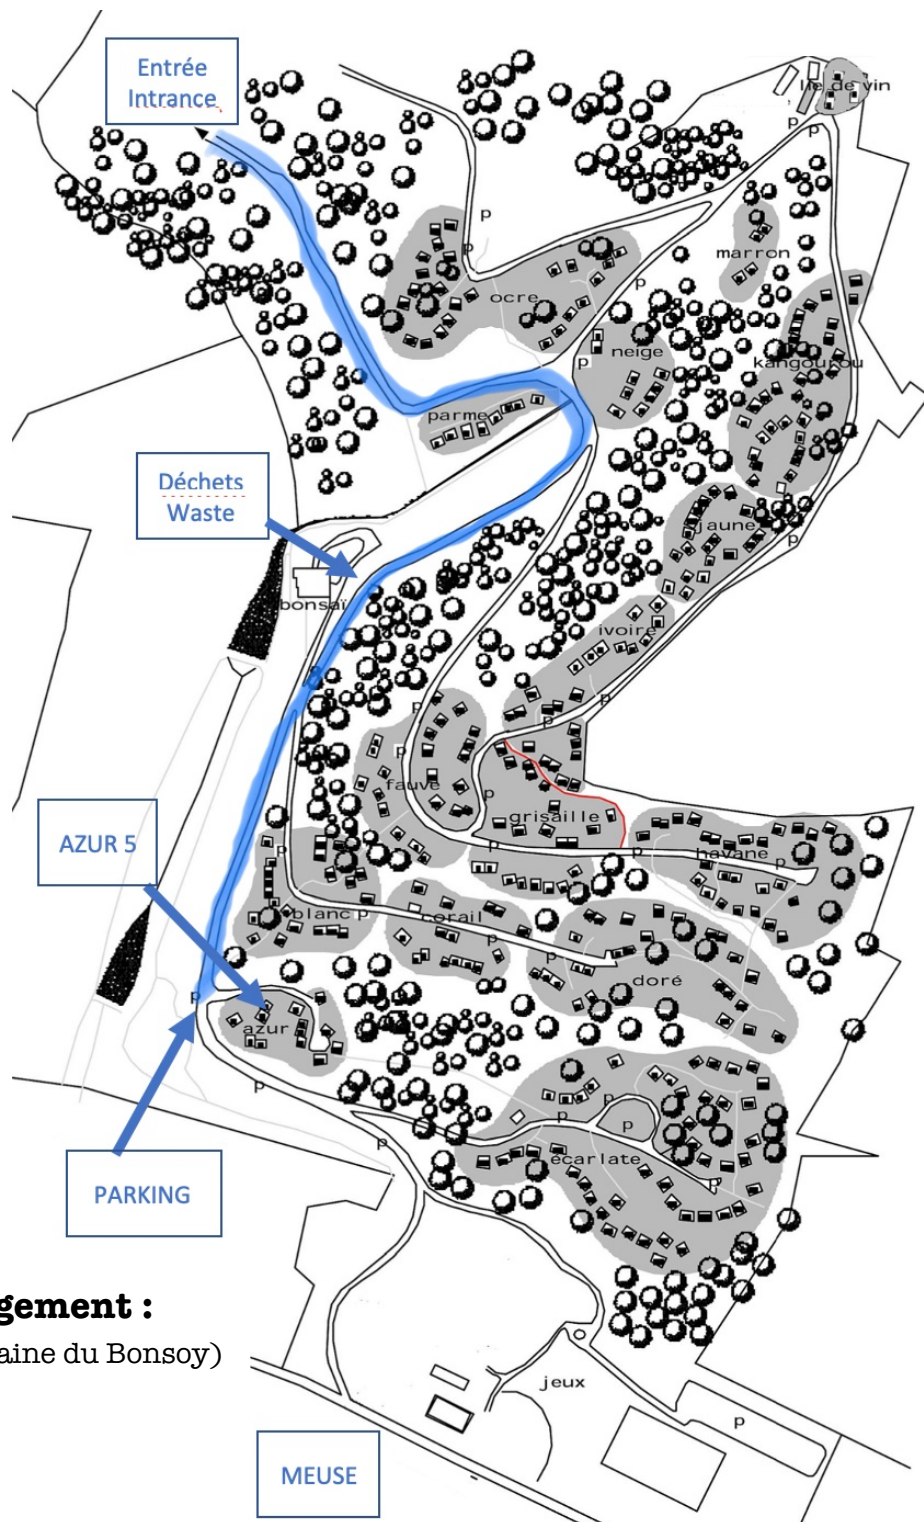 Entrée
Intrance
lie de vin
p
p
p
p
marron
ocre
p
neige
p
kangourou
parme
Déchets
Waste
jaune
p
bonsaï
ivoire
p
p
p
p
fauve
p
grisaille
AZUR 5
p
p
havane
p
blanc
p
corail
p
p
doré
p
azur
p
p
p
p
p
écarlate
p
PARKING
gement :
aine du Bonsoy)
jeux
p
MEUSE